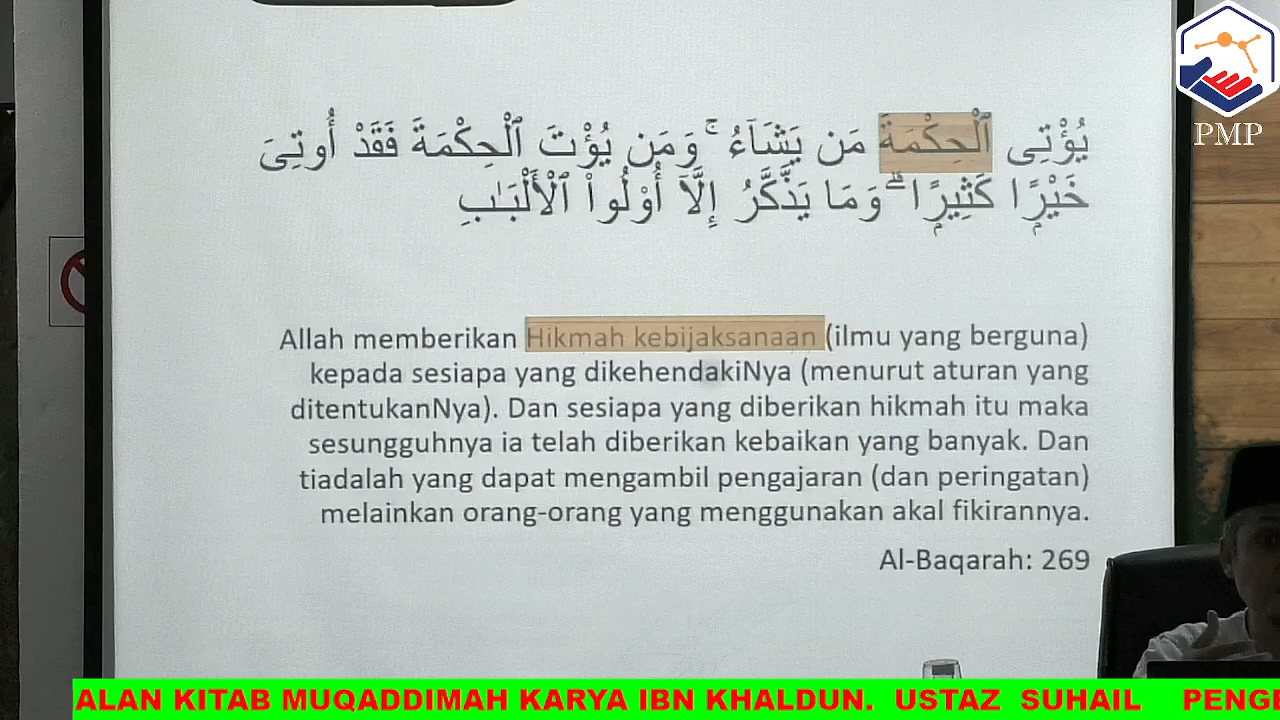 PMP
يُؤْتِى ٱلْحِكْمَةَ مَن يَشَآءُ ۚ وَمَن يُؤْتَ ٱلْحِكْمَةَ فَقَدْ أُوتِىَ
خَيْرًۭا كَثِيرًۭا ۗ وَمَا يَذَّكَّرُ إِلَّآ أُو۟لُوا۟ ٱلْأَلْبَـٰبِ
Allah memberikan Hikmah kebijaksanaan (ilmu yang berguna)
kepada sesiapa yang dikehendakiNya (menurut aturan yang
ditentukanNya). Dan sesiapa yang diberikan hikmah itu maka
sesungguhnya ia telah diberikan kebaikan yang banyak. Dan
tiadalah yang dapat mengambil pengajaran (dan peringatan)
melainkan orang-orang yang menggunakan akal fikirannya.
Al-Baqarah: 269
ALAN KITAB MUQADDIMAH KARYA IBN KHALDUN. USTAZ SUHAIL PENGE